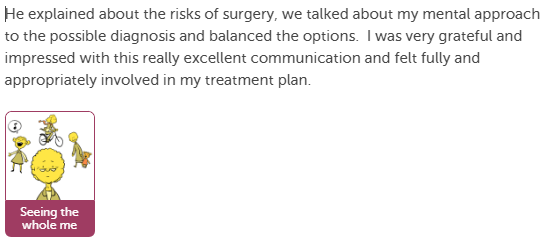 He explained about the risks of surgery, we talked about my mental approach
to the possible diagnosis and balanced the options.  I was very grateful and
impressed with this really excellent communication and felt fully and
appropriately involved in my treatment plan.
Seeing the
whole me